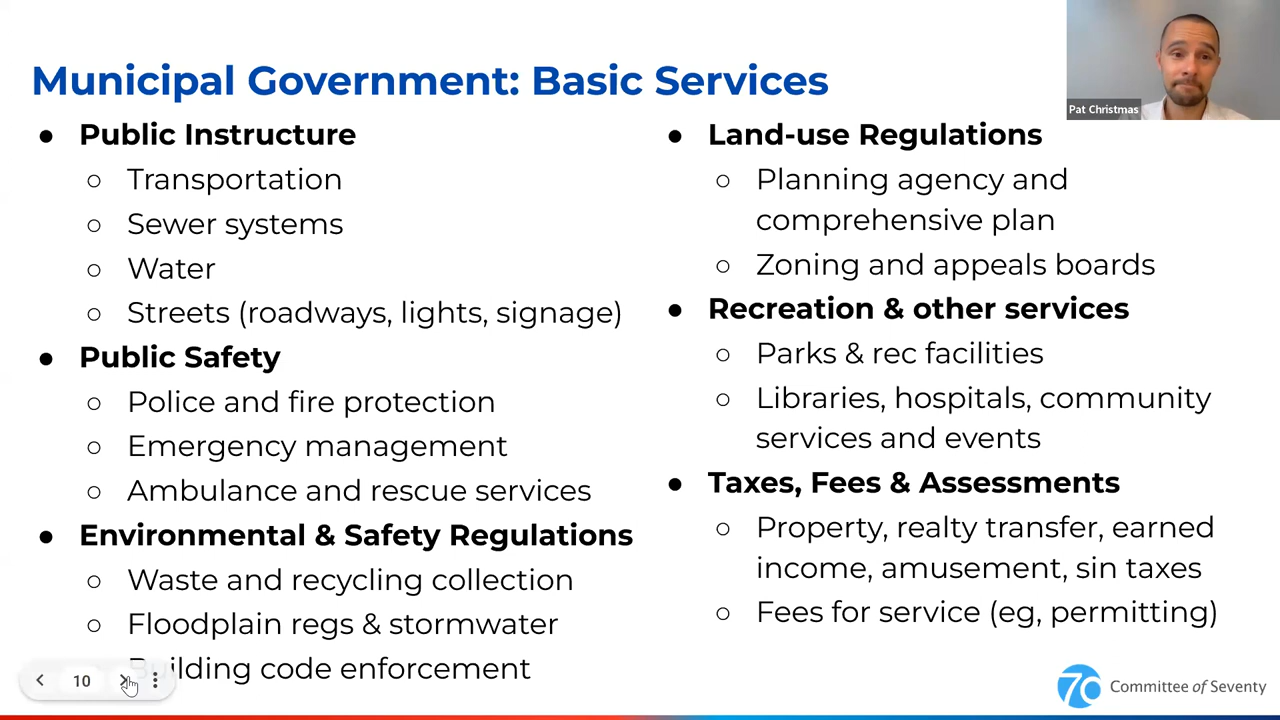 Municipal Government: Basic Services
Pat Christmas
● Public Instructure
○ Transportation
○ Sewer systems
○ Water
○ Streets (roadways, lights, signage)
● Public Safety
○ Police and fire protection
○ Emergency management
○ Ambulance and rescue services
● Environmental & Safety Regulations
○ Waste and recycling collection
○ Floodplain regs & stormwater
Building code enforcement
10
● Land-use Regulations
○ Planning agency and
comprehensive plan
○ Zoning and appeals boards
● Recreation & other services
○ Parks & rec facilities
○ Libraries, hospitals, community
services and events
● Taxes, Fees & Assessments
○ Property, realty transfer, earned
income, amusement, sin taxes
○ Fees for service (eg, permitting)
70 Committee of Seventy